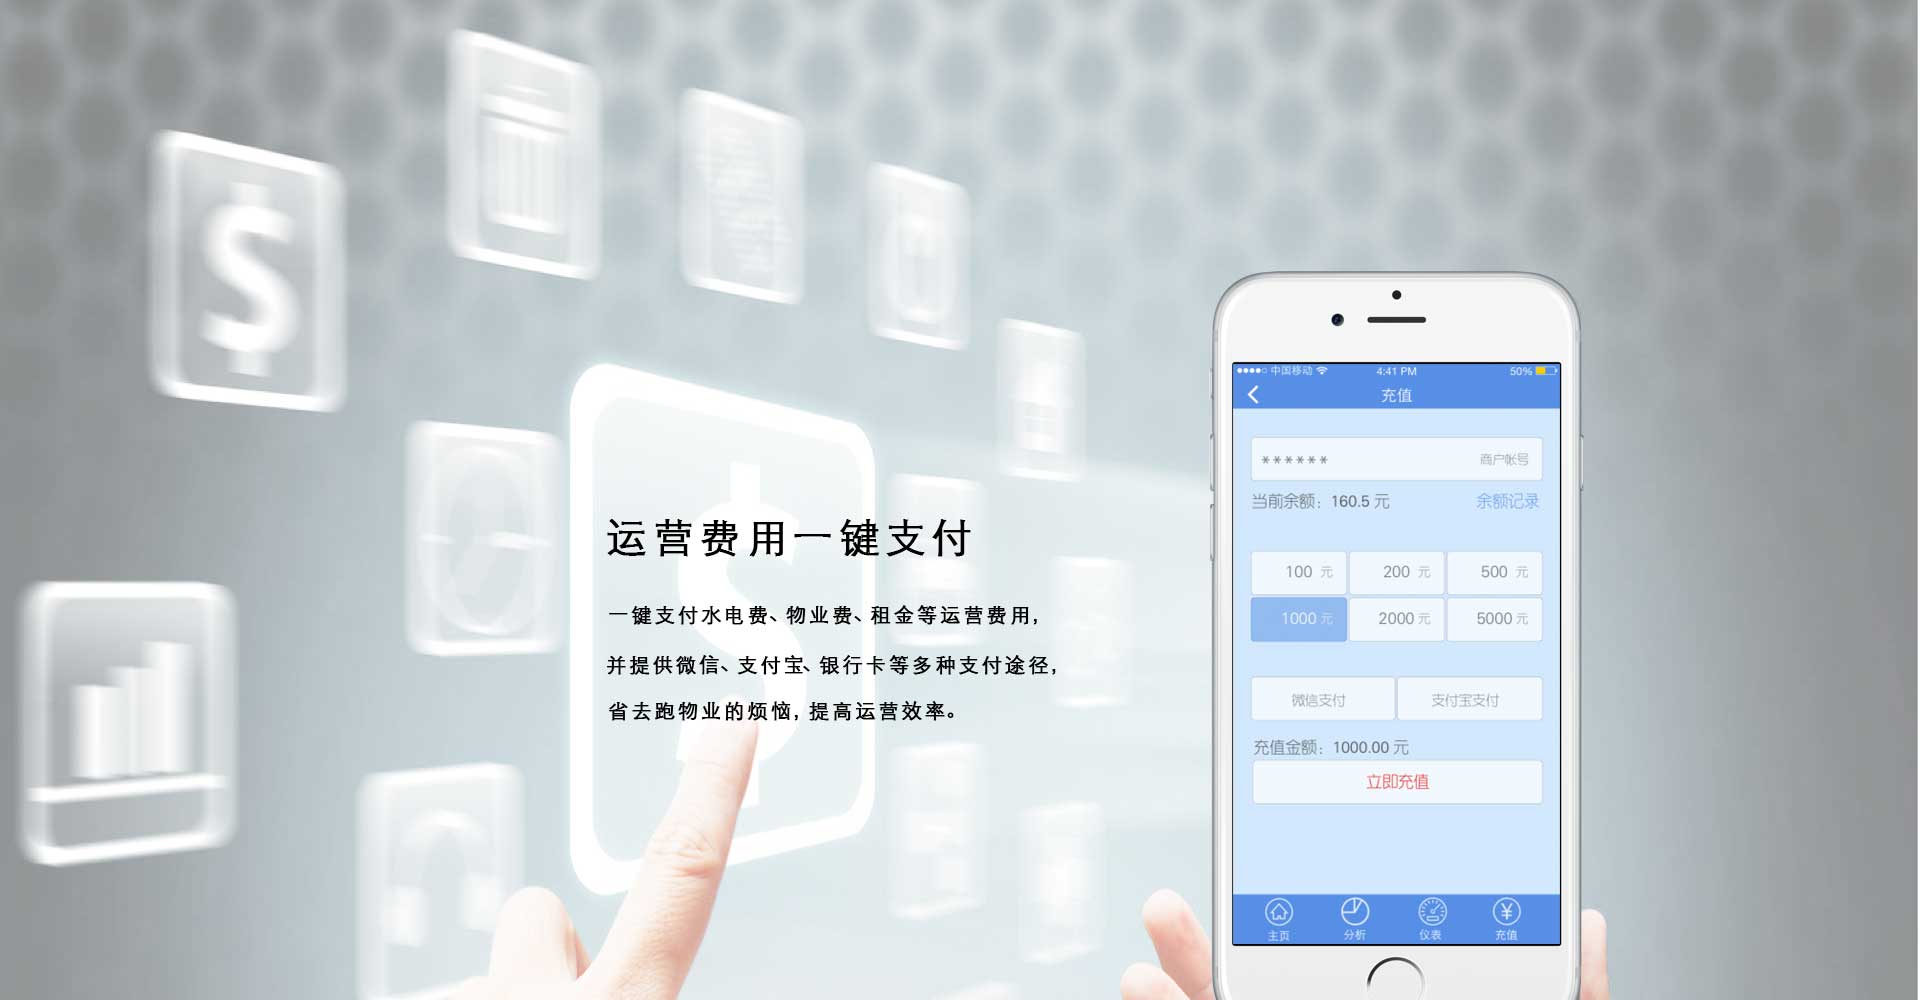 运营费用一键支付
一键支付水电费、物业费、租金等运营费用,
并提供微信、支付宝、银行卡等多种支付途径,
省去跑物业的烦恼,提高运营效率。
中国移动 4:41 PM 50%
充值
****** 商户帐号
当前余额：160.5 元 余额记录
100 元 200 元 500 元
1000 元 2000 元 5000 元
微信支付 支付宝支付
充值金额：1000.00 元
立即充值
主页 分析 仪表 充值